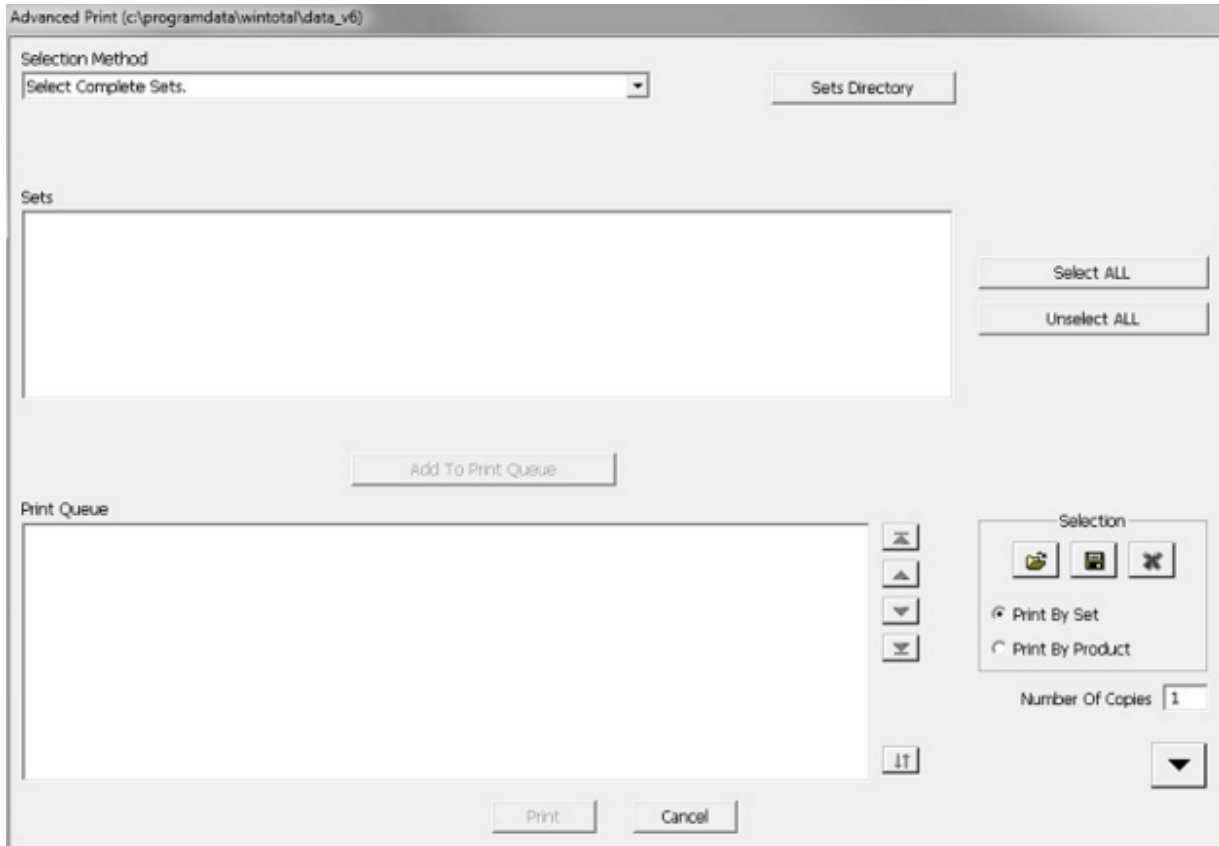 Advanced Print (c:\programdata\wintotal\data_v6)
Selection Method
Select Complete Sets.
Sets Directory
Sets
Select ALL
Unselect ALL
Add To Print Queue
Print Queue
Selection
Print By Set
Print By Product
Number Of Copies 1
Print
Cancel